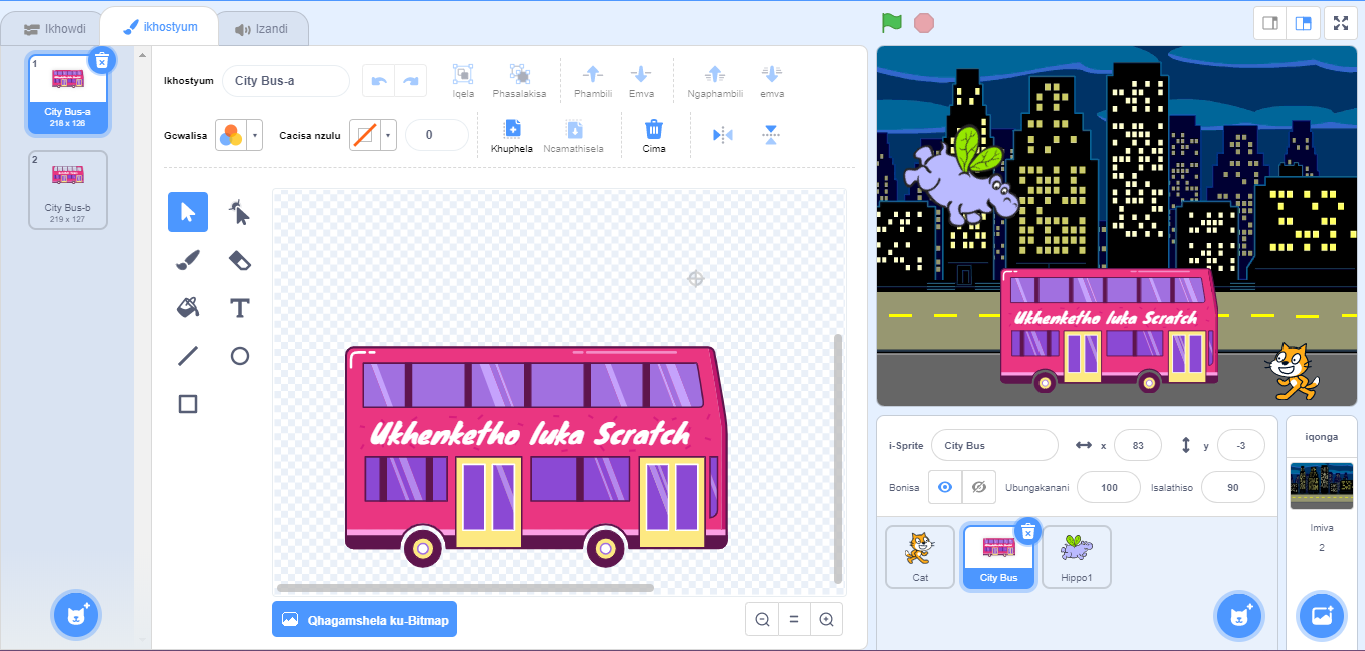 Ikhowdi
ikhostyum
Izandi
1
City Bus-a
218 x 126
2
City Bus-b
219 x 127
Ikhostyum
City Bus-a
Iqela
Phasalakisa
Phambili
Emva
Ngaphambili
emva
Gcwalisa
Cacisa nzulu
0
Khuphela
Ncamathisela
Cima
Ukhenketho luka Scratch
Qhagamshela ku-Bitmap
Ukhenketho luka Scratch
i-Sprite
City Bus
x
83
y
-3
Bonisa
Ubungakanani
100
Isalathiso
90
Cat
City Bus
Hippo1
iqonga
Imiva
2